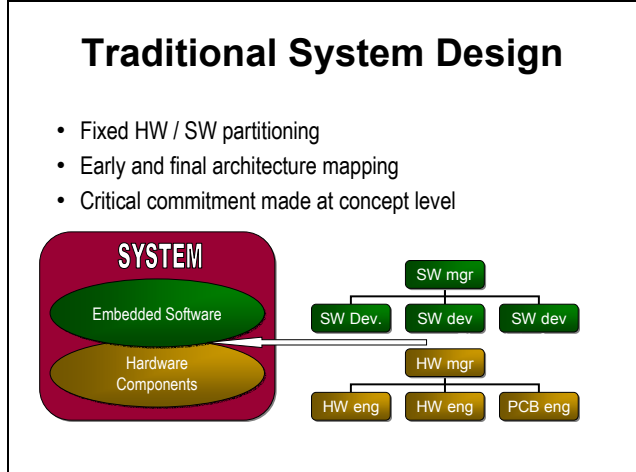 Traditional System Design
• Fixed HW / SW partitioning
• Early and final architecture mapping
• Critical commitment made at concept level
SYSTEM
Embedded Software
Hardware
Components
SW mgr
SW Dev.
SW dev
SW dev
HW mgr
HW eng
HW eng
PCB eng